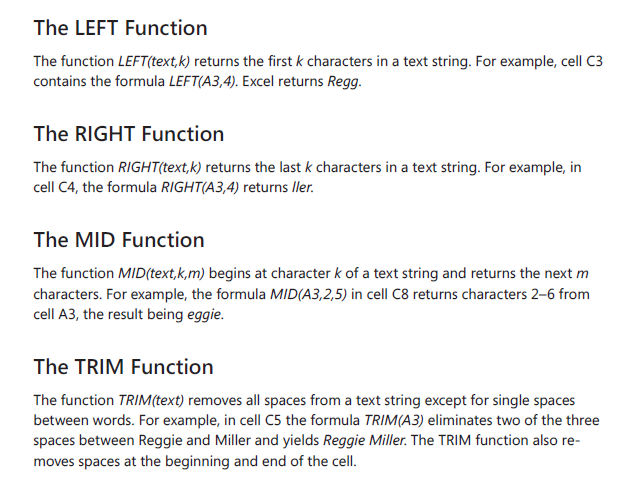 The LEFT Function
The function LEFT(text,k) returns the first k characters in a text string. For example, cell C3
contains the formula LEFT(A3,4). Excel returns Regg.
The RIGHT Function
The function RIGHT(text,k) returns the last k characters in a text string. For example, in
cell C4, the formula RIGHT(A3,4) returns ller.
The MID Function
The function MID(text,k,m) begins at character k of a text string and returns the next m
characters. For example, the formula MID(A3,2,5) in cell C8 returns characters 2–6 from
cell A3, the result being eggie.
The TRIM Function
The function TRIM(text) removes all spaces from a text string except for single spaces
between words. For example, in cell C5 the formula TRIM(A3) eliminates two of the three
spaces between Reggie and Miller and yields Reggie Miller. The TRIM function also re-
moves spaces at the beginning and end of the cell.